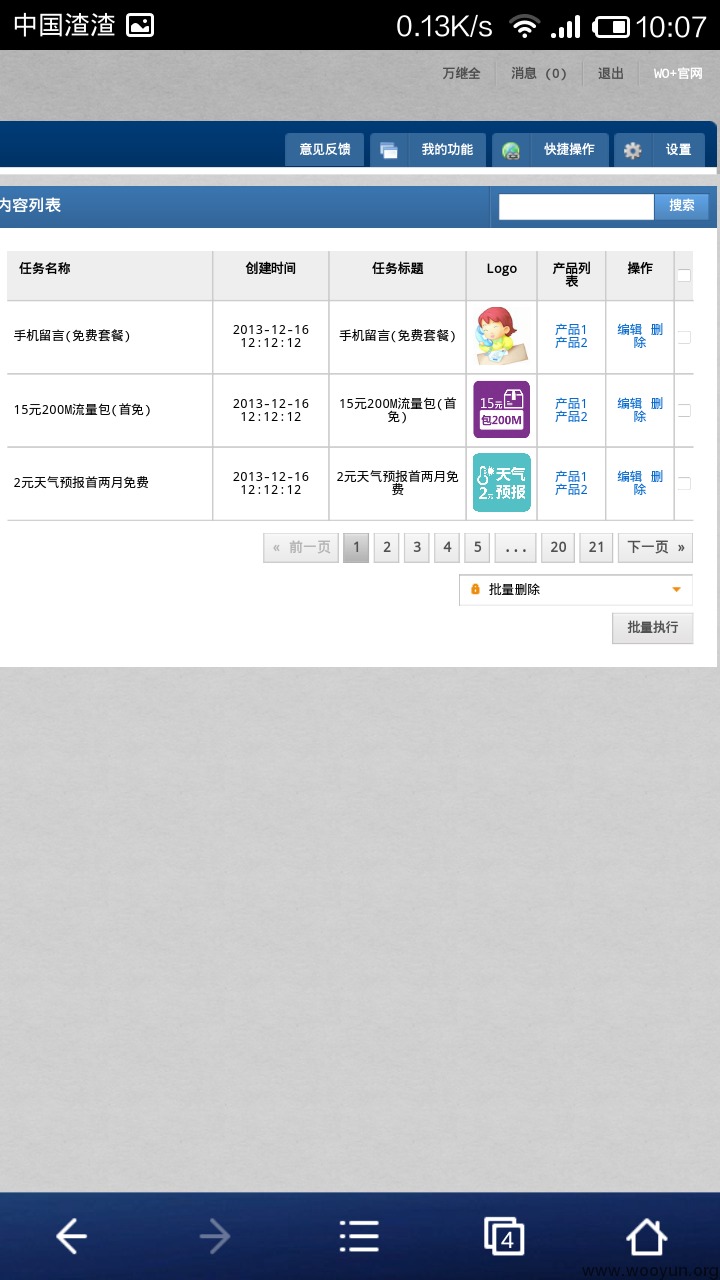 中国渣渣 0.13K/s 10:07
万继全 消息 (0) 退出 WO+官网
意见反馈 我的功能 快捷操作 设置
内容列表 搜索
任务名称 创建时间 任务标题 Logo 产品列表 操作
手机留言(免费套餐) 2013-12-16 12:12:12 手机留言(免费套餐) 产品1 产品2 编辑 删除
15元200M流量包(首免) 2013-12-16 12:12:12 15元200M流量包(首免) 15元 包200M 产品1 产品2 编辑 删除
2元天气预报首两月免费 2013-12-16 12:12:12 2元天气预报首两月免费 天气 2元 预报 产品1 产品2 编辑 删除
« 前一页 1 2 3 4 5 ... 20 21 下一页 »
批量删除
批量执行
4
www.wooyun.org